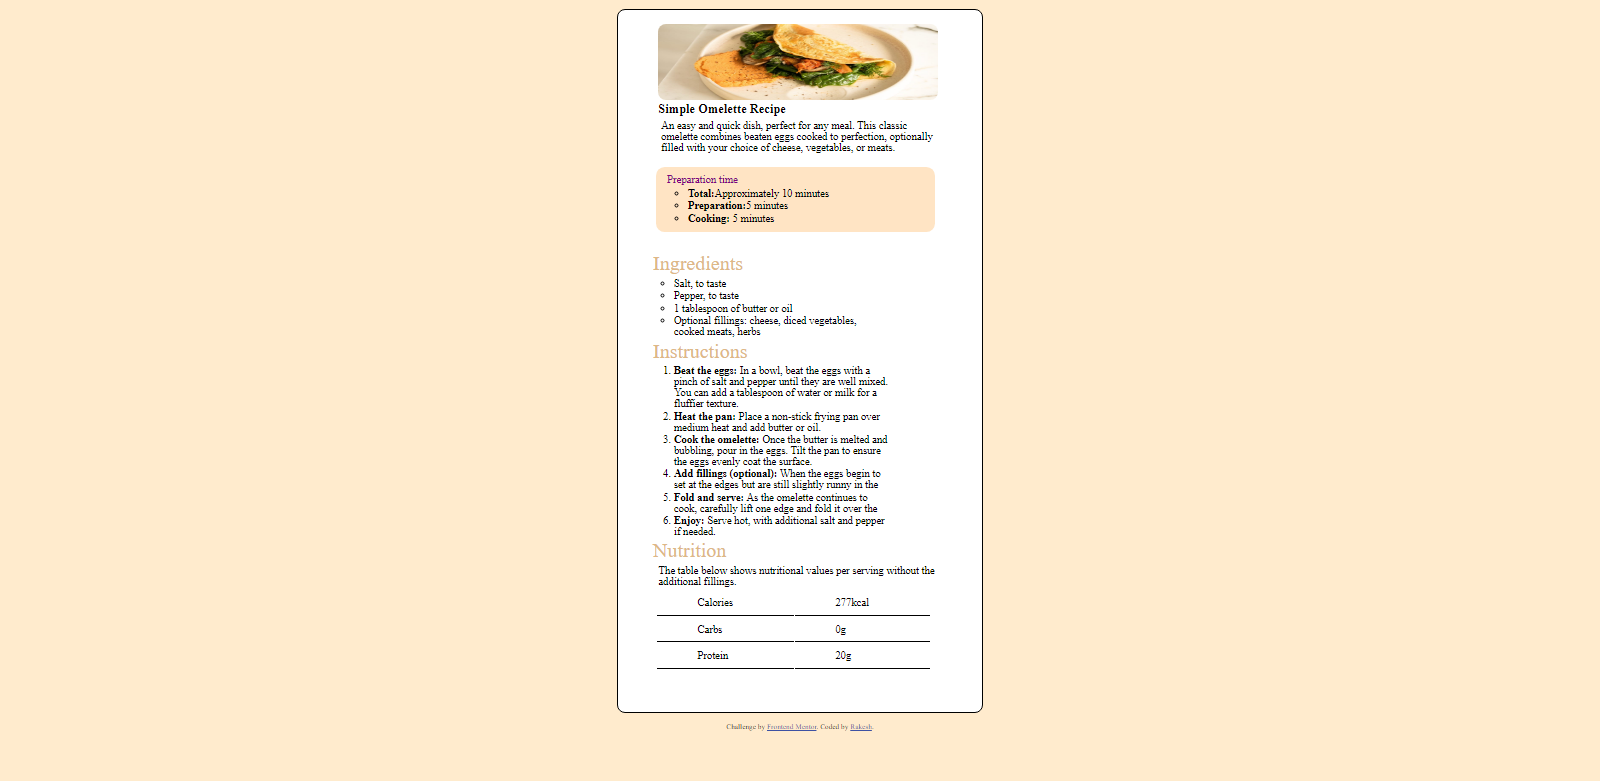 Simple Omelette Recipe
An easy and quick dish, perfect for any meal. This classic
omelette combines beaten eggs cooked to perfection, optionally
filled with your choice of cheese, vegetables, or meats.
Preparation time
Total:Approximately 10 minutes
Preparation:5 minutes
Cooking: 5 minutes
Ingredients
Salt, to taste
Pepper, to taste
1 tablespoon of butter or oil
Optional fillings: cheese, diced vegetables,
cooked meats, herbs
Instructions
1. Beat the eggs: In a bowl, beat the eggs with a
pinch of salt and pepper until they are well mixed.
You can add a tablespoon of water or milk for a
fluffier texture.
2. Heat the pan: Place a non-stick frying pan over
medium heat and add butter or oil.
3. Cook the omelette: Once the butter is melted and
bubbling, pour in the eggs. Tilt the pan to ensure
the eggs evenly coat the surface.
4. Add fillings (optional): When the eggs begin to
set at the edges but are still slightly runny in the
5. Fold and serve: As the omelette continues to
cook, carefully lift one edge and fold it over the
6. Enjoy: Serve hot, with additional salt and pepper
if needed.
Nutrition
The table below shows nutritional values per serving without the
additional fillings.
Calories 277kcal
Carbs 0g
Protein 20g
Challenge by Frontend Mentor. Coded by Rakesh.